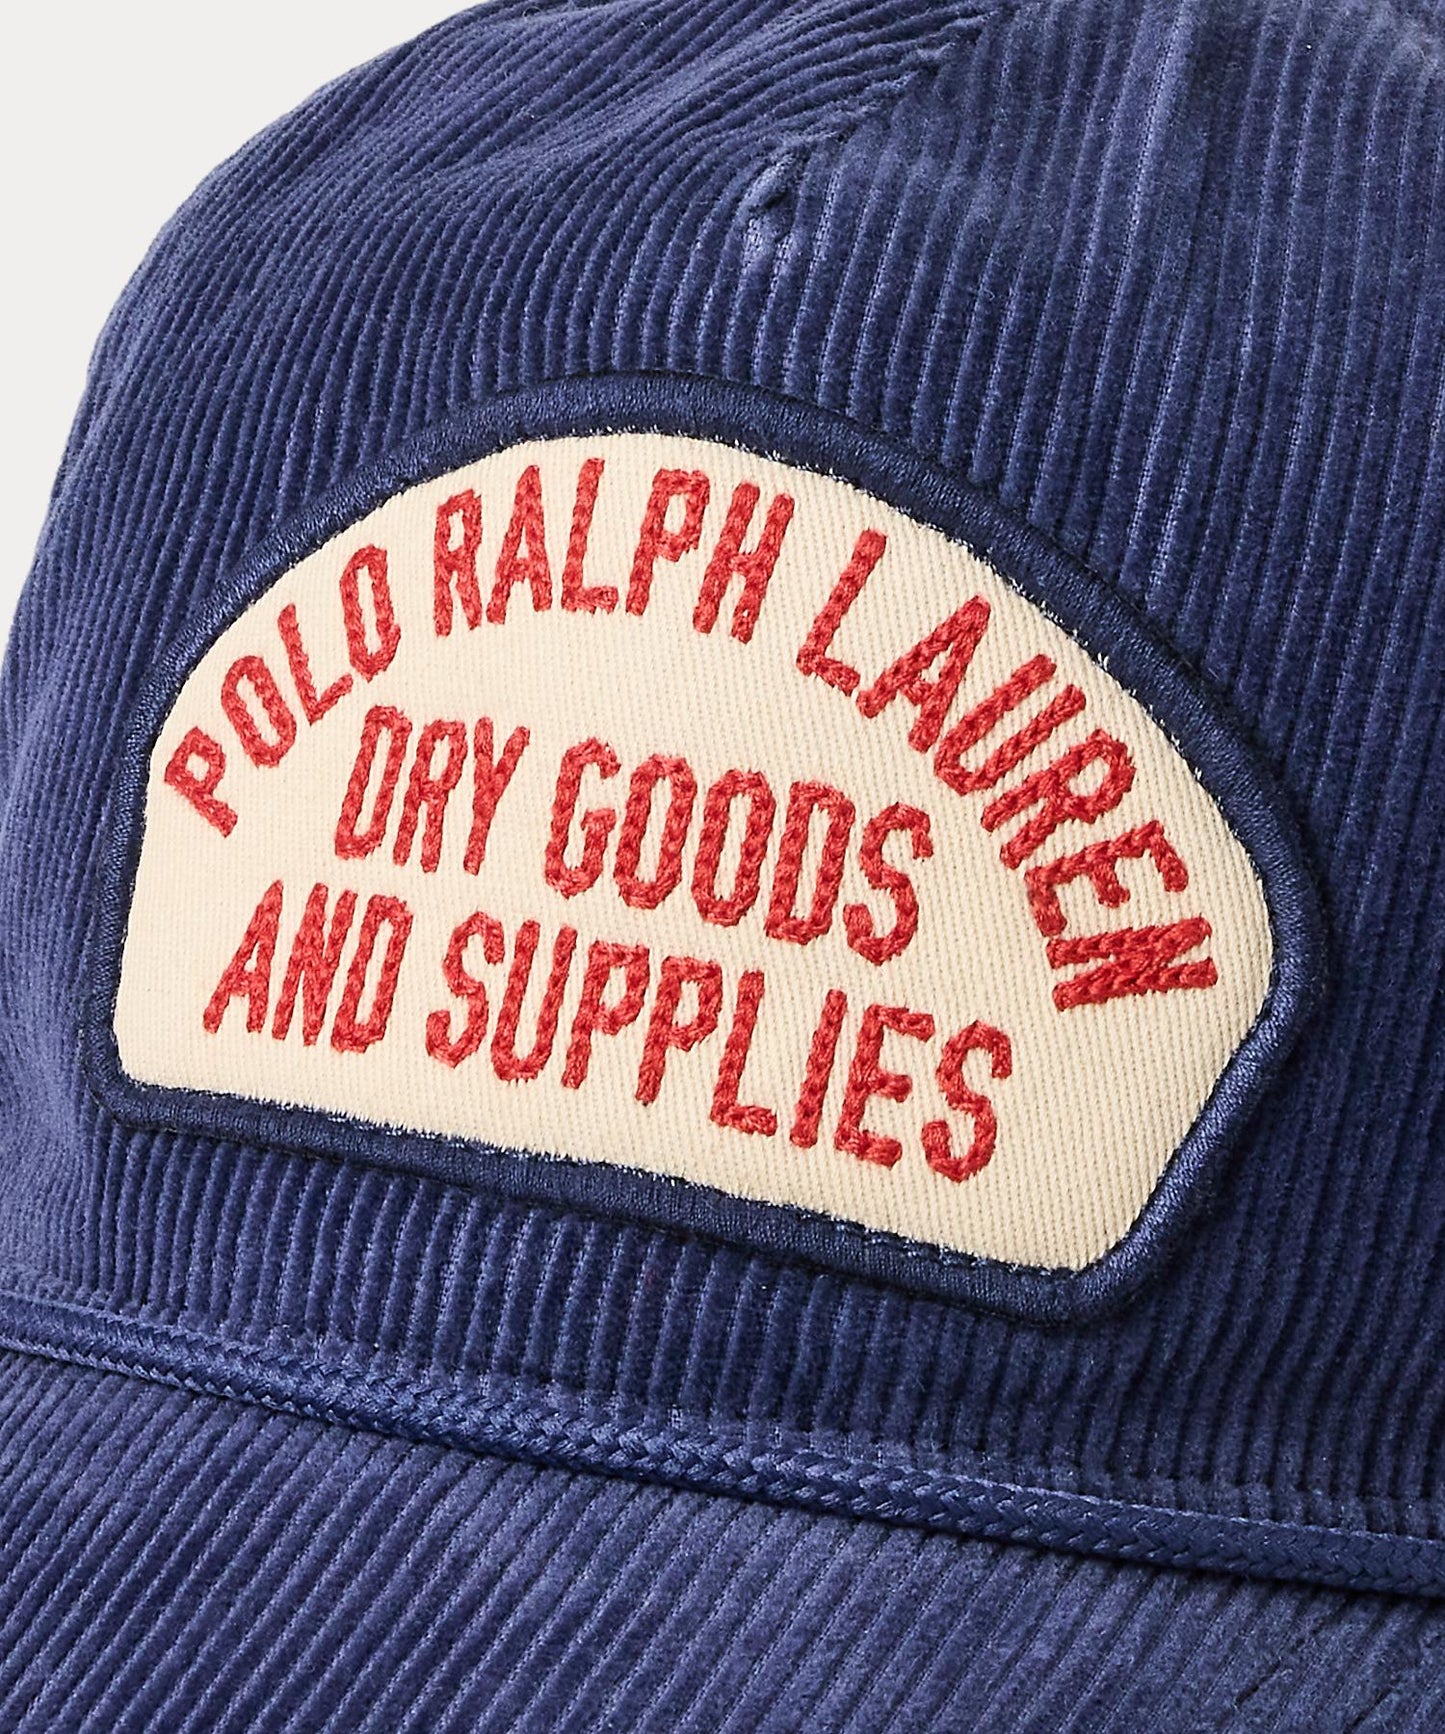 POLO RALPH LAUREN
DRY GOODS
AND SUPPLIES